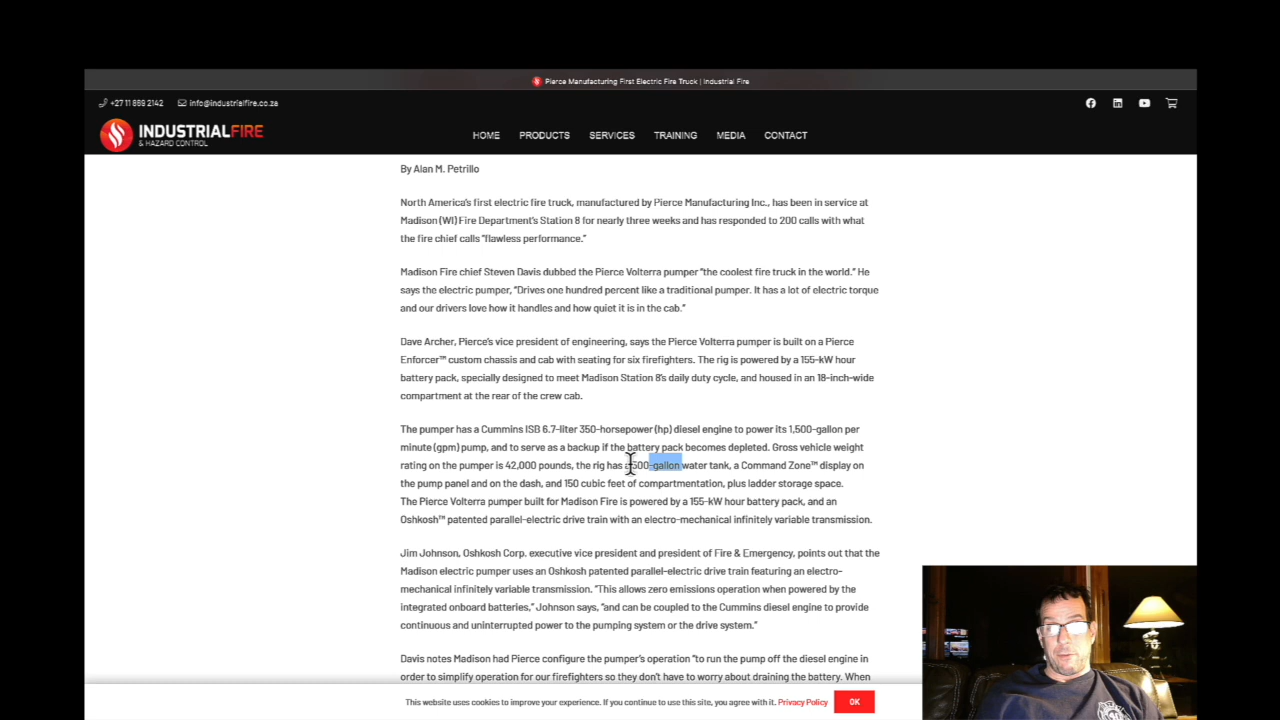 Pierce Manufacturing First Electric Fire Truck | Industrial Fire
+27 11 669 2142 info@industrialfire.co.za
INDUSTRIALFIRE
& HAZARD CONTROL
HOME PRODUCTS SERVICES TRAINING MEDIA CONTACT
By Alan M. Petrillo
North America's first electric fire truck, manufactured by Pierce Manufacturing Inc., has been in service at
Madison (WI) Fire Department's Station 8 for nearly three weeks and has responded to 200 calls with what
the fire chief calls "flawless performance."
Madison Fire chief Steven Davis dubbed the Pierce Volterra pumper "the coolest fire truck in the world." He
says the electric pumper, "Drives one hundred percent like a traditional pumper. It has a lot of electric torque
and our drivers love how it handles and how quiet it is in the cab."
Dave Archer, Pierce's vice president of engineering, says the Pierce Volterra pumper is built on a Pierce
Enforcer™ custom chassis and cab with seating for six firefighters. The rig is powered by a 155-kW hour
battery pack, specially designed to meet Madison Station 8's daily duty cycle, and housed in an 18-inch-wide
compartment at the rear of the crew cab.
The pumper has a Cummins ISB 6.7-liter 350-horsepower (hp) diesel engine to power its 1,500-gallon per
minute (gpm) pump, and to serve as a backup if the battery pack becomes depleted. Gross vehicle weight
rating on the pumper is 42,000 pounds, the rig has a 500-gallon water tank, a Command Zone™ display on
the pump panel and on the dash, and 150 cubic feet of compartmentation, plus ladder storage space.
The Pierce Volterra pumper built for Madison Fire is powered by a 155-kW hour battery pack, and an
Oshkosh™ patented parallel-electric drive train with an electro-mechanical infinitely variable transmission.
Jim Johnson, Oshkosh Corp. executive vice president and president of Fire & Emergency, points out that the
Madison electric pumper uses an Oshkosh patented parallel-electric drive train featuring an electro-
mechanical infinitely variable transmission. "This allows zero emissions operation when powered by the
integrated onboard batteries," Johnson says, "and can be coupled to the Cummins diesel engine to provide
continuous and uninterrupted power to the pumping system or the drive system."
Davis notes Madison had Pierce configure the pumper's operation "to run the pump off the diesel engine in
order to simplify operation for our firefighters so they don't have to worry about draining the battery. When
This website uses cookies to improve your experience. If you continue to use this site, you agree with it. Privacy Policy OK